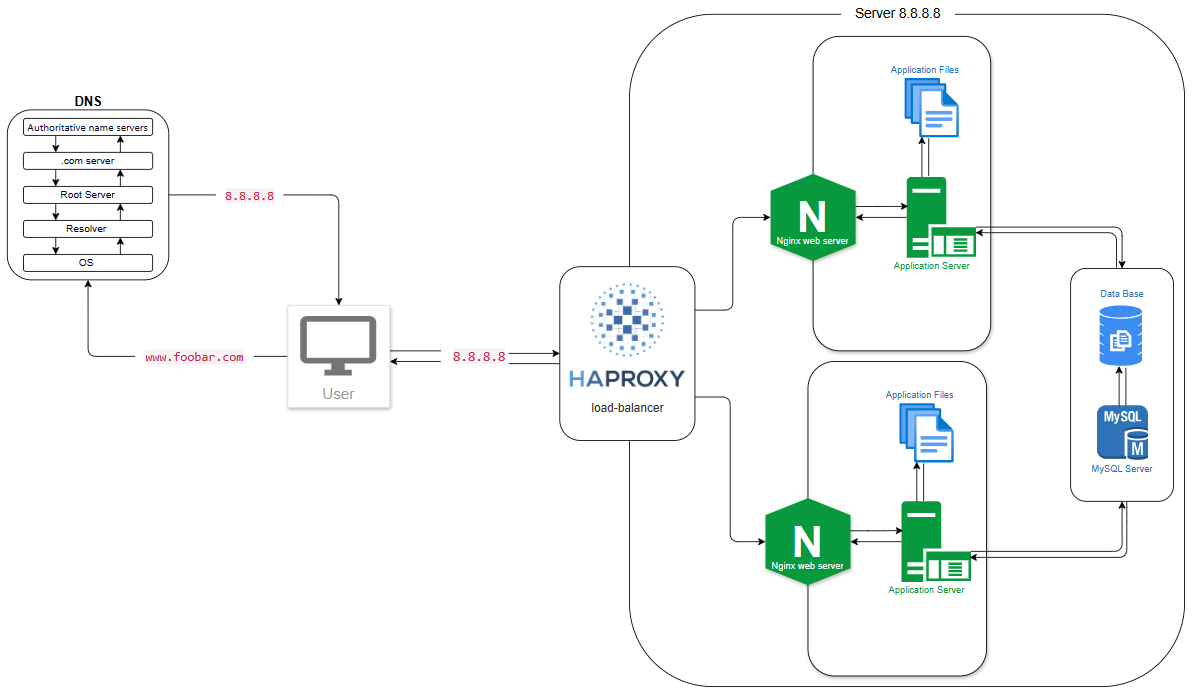 Server 8.8.8.8
DNS
Authoritative name servers
.com server
Root Server
Resolver
OS
8.8.8.8
www.foobar.com
User
8.8.8.8
HAPROXY
load-balancer
Application Files
N
Nginx web server
Application Server
Application Files
N
Nginx web server
Application Server
Data Base
MySQL
M
MySQL Server